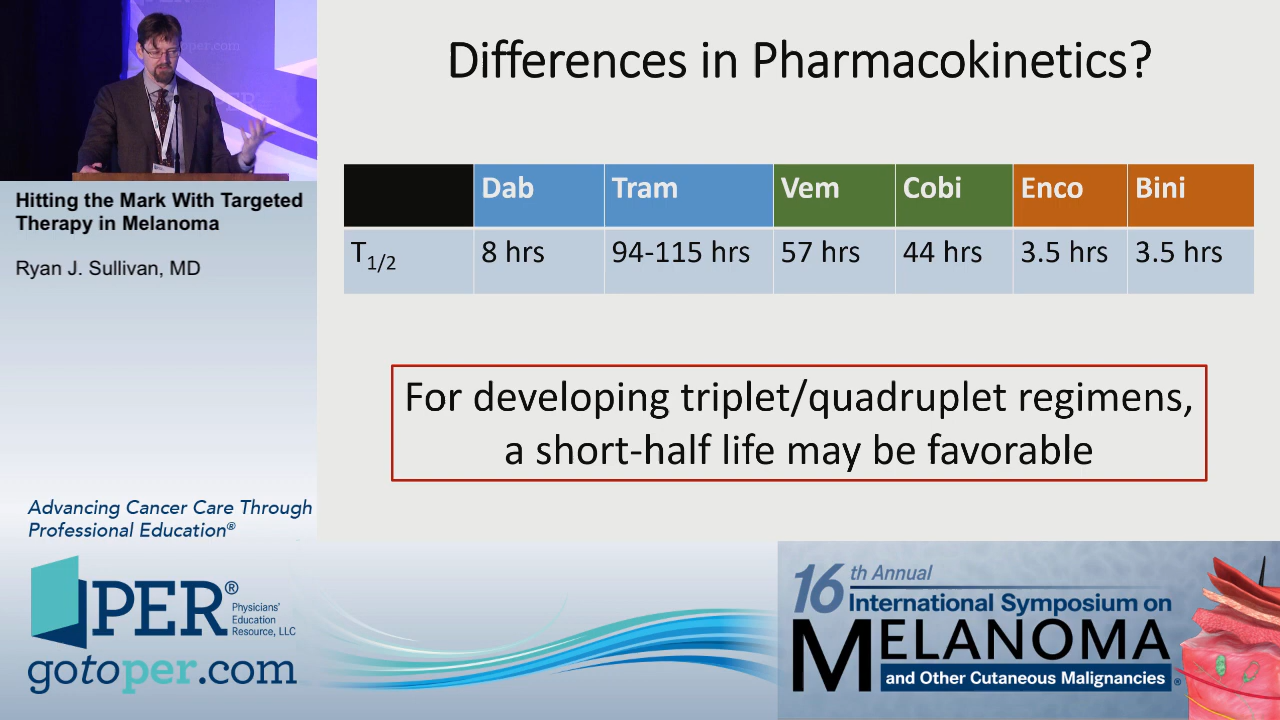 Differences in Pharmacokinetics?
Dab Tram Vem Cobi Enco Bini
T1/2 8 hrs 94-115 hrs 57 hrs 44 hrs 3.5 hrs 3.5 hrs
For developing triplet/quadruplet regimens,
a short-half life may be favorable
Hitting the Mark With Targeted
Therapy in Melanoma
Ryan J. Sullivan, MD
Advancing Cancer Care Through
Professional Education®
PER®
Physicians'
Education
Resource, LLC
gotoper.com
16th Annual
International Symposium on
MELANOMA
and Other Cutaneous Malignancies®